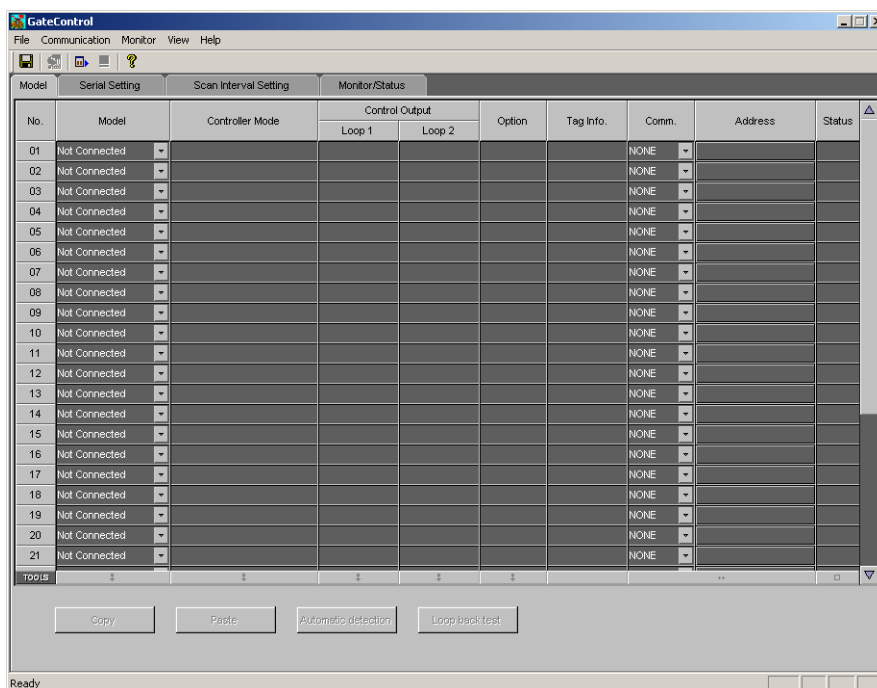 GateControl
File Communication Monitor View Help
Model Serial Setting Scan Interval Setting Monitor/Status
No. Model Controller Mode Control Output Option Tag Info. Comm. Address Status
Loop 1 Loop 2
01 Not Connected NONE
02 Not Connected NONE
03 Not Connected NONE
04 Not Connected NONE
05 Not Connected NONE
06 Not Connected NONE
07 Not Connected NONE
08 Not Connected NONE
09 Not Connected NONE
10 Not Connected NONE
11 Not Connected NONE
12 Not Connected NONE
13 Not Connected NONE
14 Not Connected NONE
15 Not Connected NONE
16 Not Connected NONE
17 Not Connected NONE
18 Not Connected NONE
19 Not Connected NONE
20 Not Connected NONE
21 Not Connected NONE
TOOLS
Copy Paste Automatic detection Loop back test
Ready